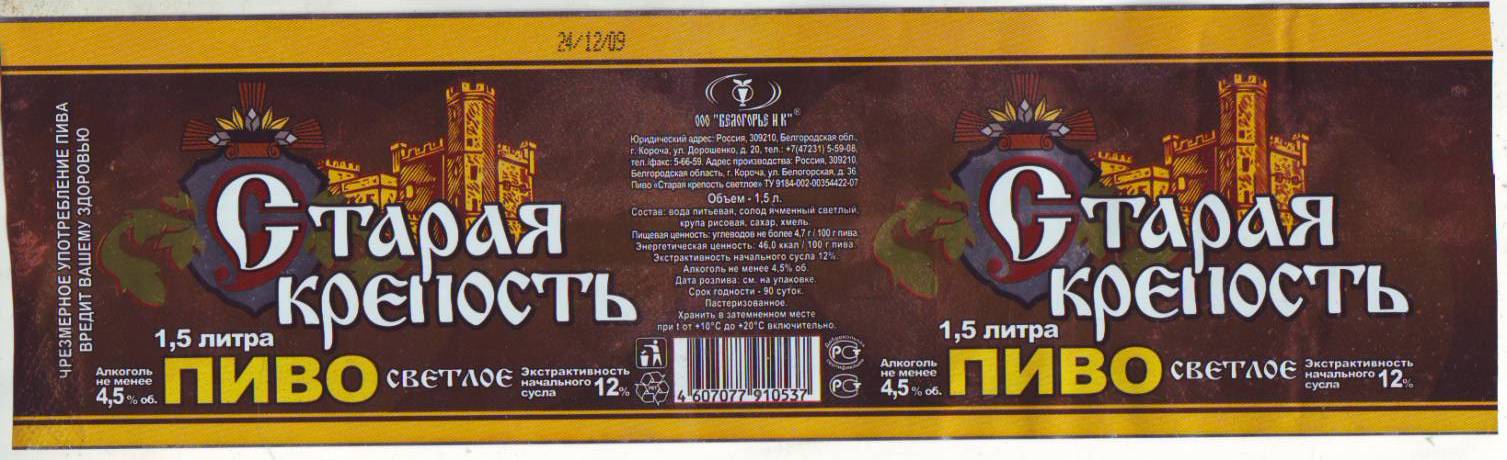 24/12/09
ЧРЕЗМЕРНОЕ УПОТРЕБЛЕНИЕ ПИВА
ВРЕДИТ ВАШЕМУ ЗДОРОВЬЮ
Старая
крепость
1,5 литра
ПИВО светлое
Алкоголь
не менее
4,5% об.
Экстрактивность
начального
сусла 12%
ООО "БЕЛОГОРЬЕ И К"®
Юридический адрес: Россия, 309210, Белгородская обл.,
г. Короча, ул. Дорошенко, д. 20, тел.: +7(47231) 5-59-08,
тел./факс: 5-66-59. Адрес производства: Россия, 309210,
Белгородская область, г. Короча, ул. Белогорская, д. 36
Пиво «Старая крепость светлое» ТУ 9184-002-00354422-07
Объем - 1,5 л.
Состав: вода питьевая, солод ячменный светлый,
крупа рисовая, сахар, хмель.
Пищевая ценность: углеводов не более 4,7 г / 100 г пива.
Энергетическая ценность: 46,0 ккал / 100 г пива.
Экстрактивность начального сусла 12%.
Алкоголь не менее 4,5% об.
Дата розлива: см. на упаковке.
Срок годности - 90 суток.
Пастеризованное.
Хранить в затемненном месте
при t от +10°С до +20°С включительно.
4 607077 910537
Старая
крепость
1,5 литра
ПИВО светлое
Алкоголь
не менее
4,5% об.
Экстрактивность
начального
сусла 12%